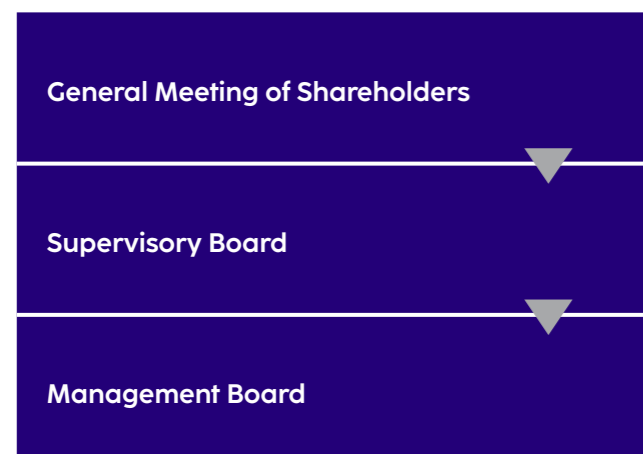 General Meeting of Shareholders
Supervisory Board
Management Board